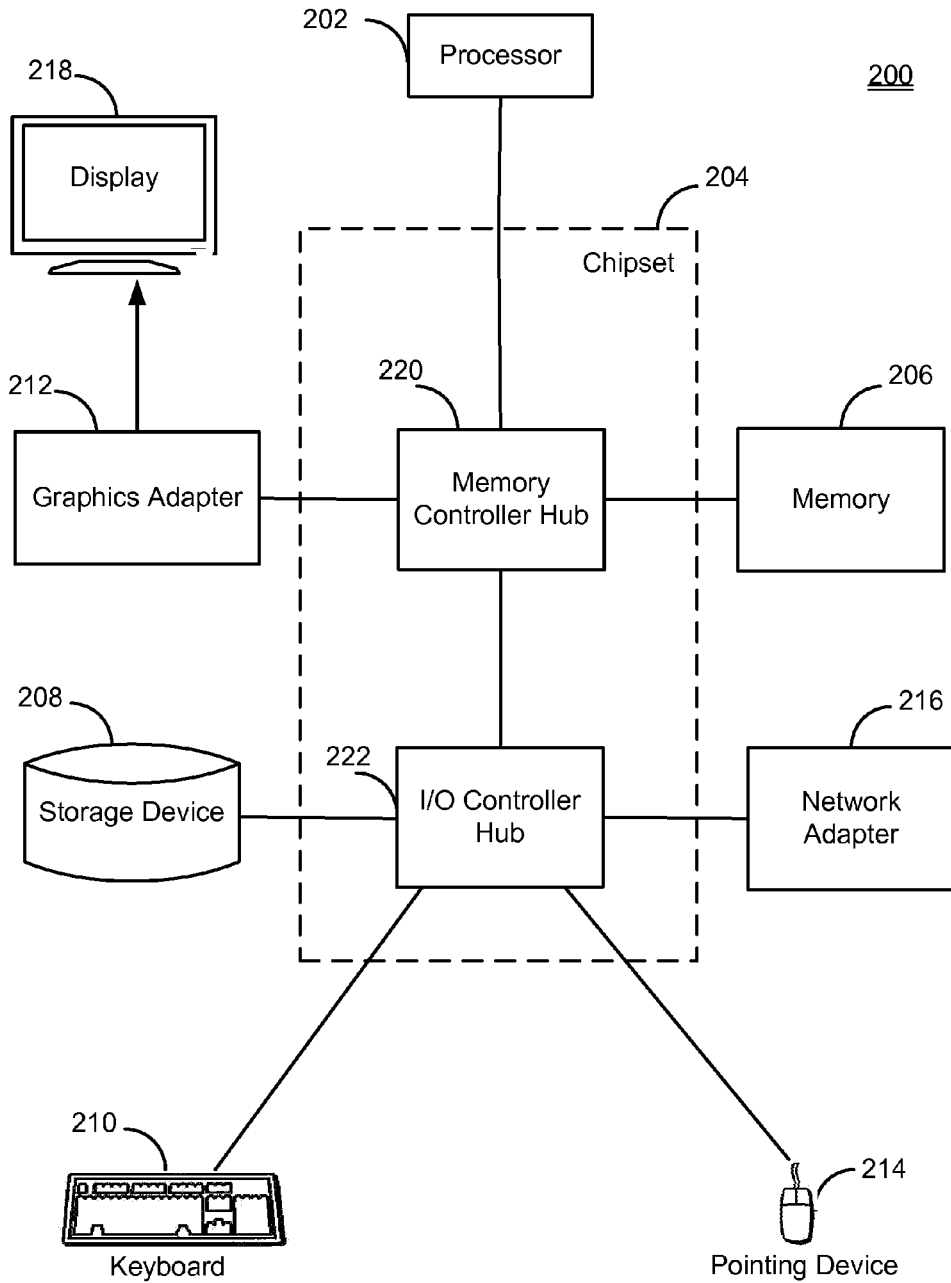 202
Processor
200
218
Display
204
Chipset
212
220
206
Graphics Adapter
Memory
Controller Hub
Memory
208
216
222
Storage Device
I/O Controller
Hub
Network
Adapter
210
214
Keyboard
Pointing Device